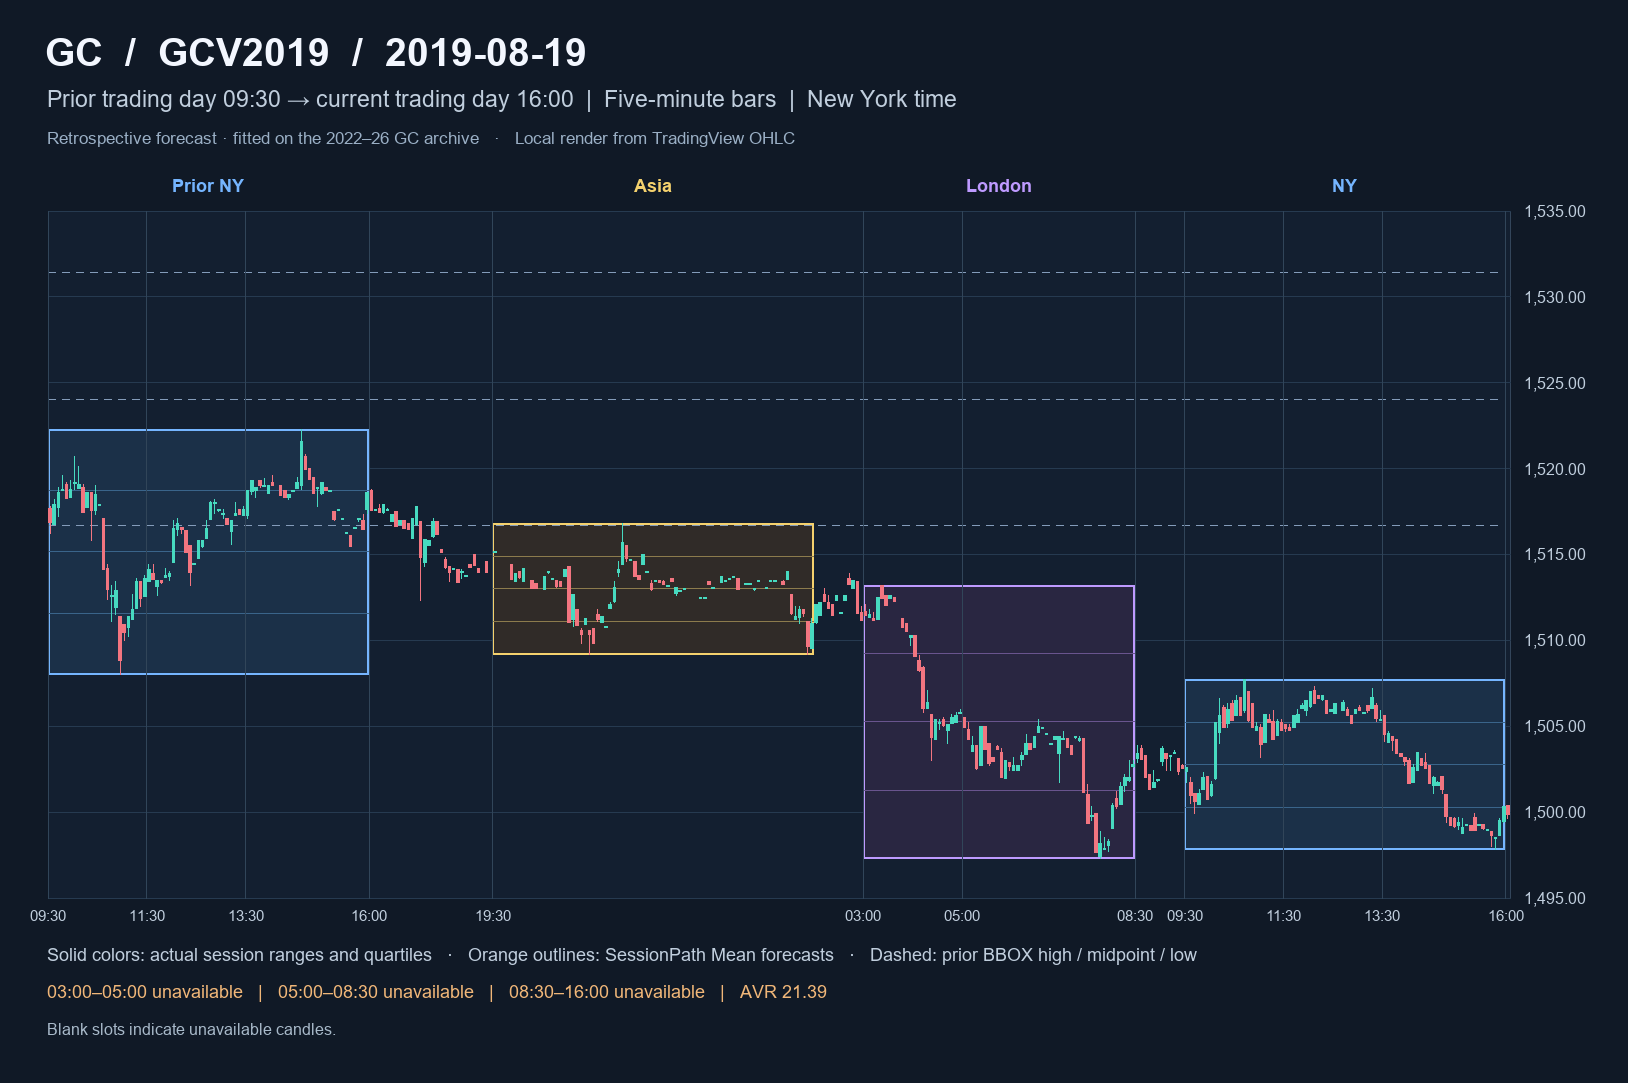 GC / GCV2019 / 2019-08-19
Prior trading day 09:30 → current trading day 16:00 | Five-minute bars | New York time
Retrospective forecast · fitted on the 2022–26 GC archive · Local render from TradingView OHLC
Prior NY Asia London NY
1,535.00
1,530.00
1,525.00
1,520.00
1,515.00
1,510.00
1,505.00
1,500.00
1,495.00
09:30 11:30 13:30 16:00 19:30 03:00 05:00 08:30 09:30 11:30 13:30 16:00
Solid colors: actual session ranges and quartiles · Orange outlines: SessionPath Mean forecasts · Dashed: prior BBOX high / midpoint / low
03:00–05:00 unavailable | 05:00–08:30 unavailable | 08:30–16:00 unavailable | AVR 21.39
Blank slots indicate unavailable candles.